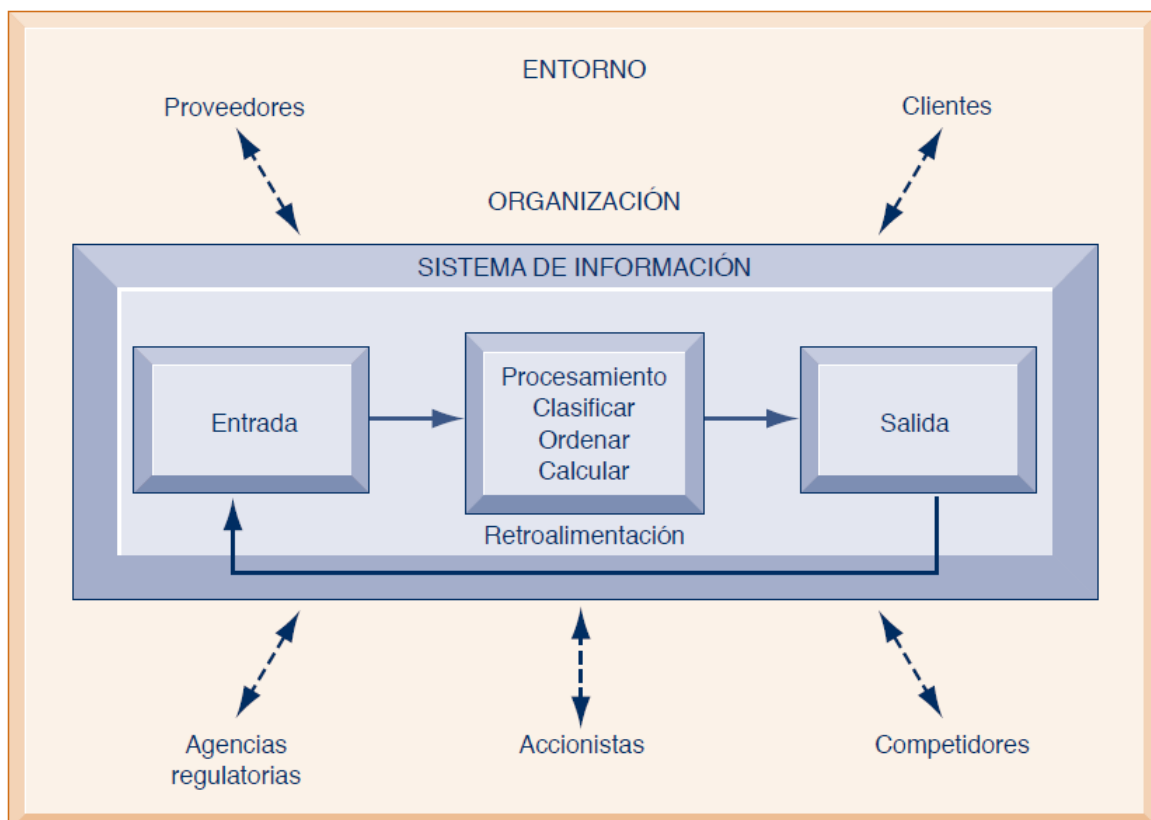 ENTORNO
Proveedores
Clientes
ORGANIZACIÓN
SISTEMA DE INFORMACIÓN
Entrada
Procesamiento
Clasificar
Ordenar
Calcular
Salida
Retroalimentación
Agencias
regulatorias
Accionistas
Competidores